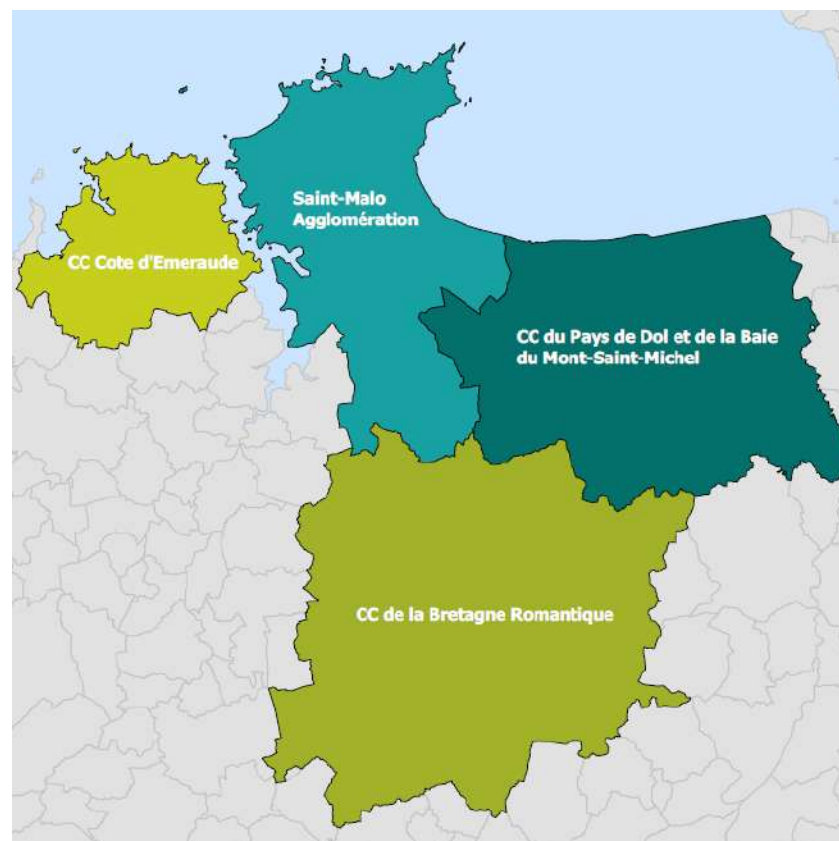 Saint-Malo
Agglomération
CC Cote d'Emeraude
CC du Pays de Dol et de la Baie
du Mont-Saint-Michel
CC de la Bretagne Romantique